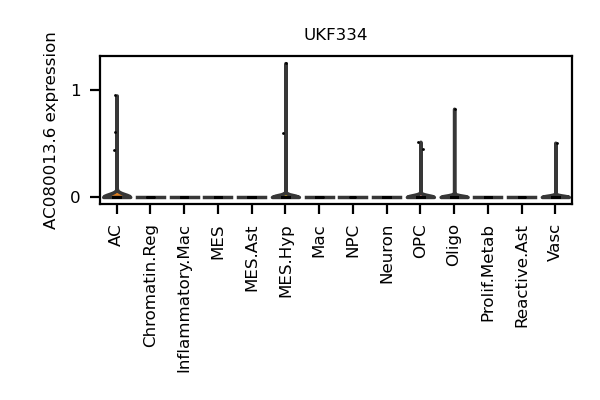 UKF334
AC080013.6 expression
1
0
AC
Chromatin.Reg
Inflammatory.Mac
MES
MES.Ast
MES.Hyp
Mac
NPC
Neuron
OPC
Oligo
Prolif.Metab
Reactive.Ast
Vasc